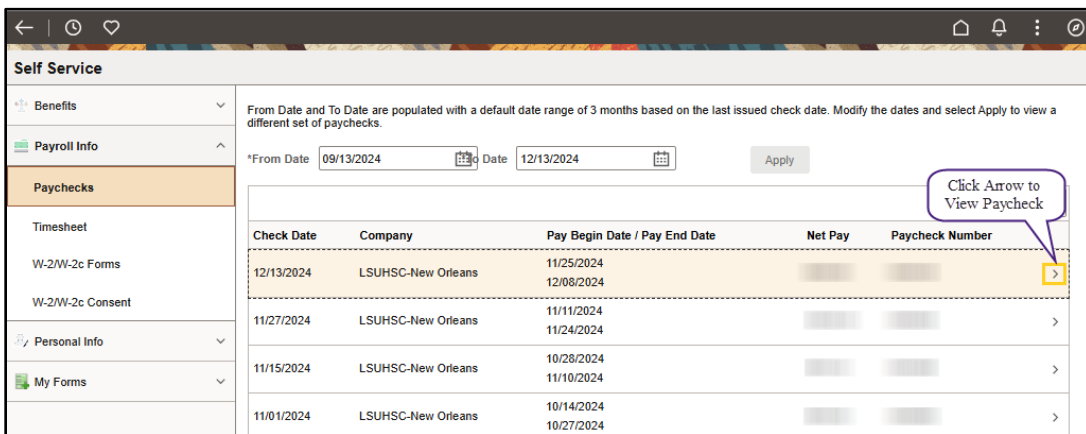 Self Service
Benefits
Payroll Info
Paychecks
Timesheet
W-2/W-2c Forms
W-2/W-2c Consent
Personal Info
My Forms
From Date and To Date are populated with a default date range of 3 months based on the last issued check date. Modify the dates and select Apply to view a
different set of paychecks.
*From Date 09/13/2024 o Date 12/13/2024 Apply
Click Arrow to
View Paycheck
Check Date Company Pay Begin Date / Pay End Date Net Pay Paycheck Number
12/13/2024 LSUHSC-New Orleans 11/25/2024
12/08/2024
11/27/2024 LSUHSC-New Orleans 11/11/2024
11/24/2024
11/15/2024 LSUHSC-New Orleans 10/28/2024
11/10/2024
11/01/2024 LSUHSC-New Orleans 10/14/2024
10/27/2024